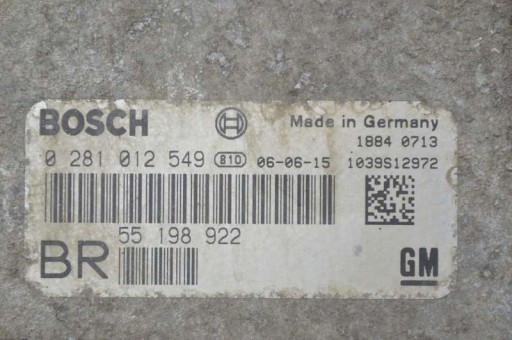 BOSCH
Made in Germany
1884 0713
0 281 012 549 810 06-06-15 1039S12972
55 198 922
BR
GM